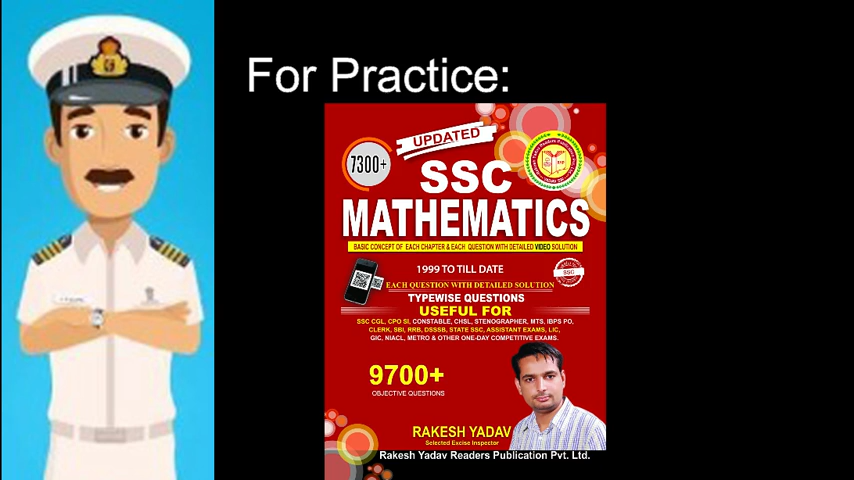 For Practice:
UPDATED
7300+
SSC
MATHEMATICS
BASIC CONCEPT OF EACH CHAPTER & EACH QUESTION WITH DETAILED VIDEO SOLUTION
1999 TO TILL DATE
SSC
EACH QUESTION WITH DETAILED SOLUTION
TYPEWISE QUESTIONS
USEFUL FOR
SSC CGL, CPO SI, CONSTABLE, CHSL, STENOGRAPHER, MTS, IBPS PO,
CLERK, SBI, RRB, DSSSB, STATE SSC, ASSISTANT EXAMS, LIC,
GIC, NIACL, METRO & OTHER ONE-DAY COMPETITIVE EXAMS.
9700+
OBJECTIVE QUESTIONS
RAKESH YADAV
Selected Excise Inspector
Rakesh Yadav Readers Publication Pvt. Ltd.